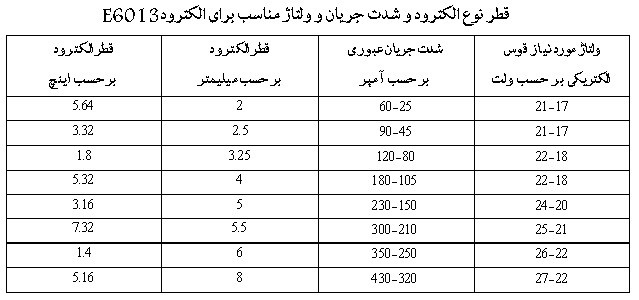 قطر نوع الکترود و شدت جریان و ولتاژ مناسب برای الکترود E6013
ولتاژ مورد نیاز قوس الکتریکی بر حسب ولت	شدت جریان عبوری بر حسب آمپر	قطر الکترود بر حسب میلیمتر	قطر الکترود بر حسب اینچ
21-17	60-25	2	5.64
21-17	90-45	2.5	3.32
22-18	120-80	3.25	1.8
22-18	180-105	4	5.32
24-20	230-150	5	3.16
25-21	300-210	5.5	7.32
26-22	350-250	6	1.4
27-22	430-320	8	5.16